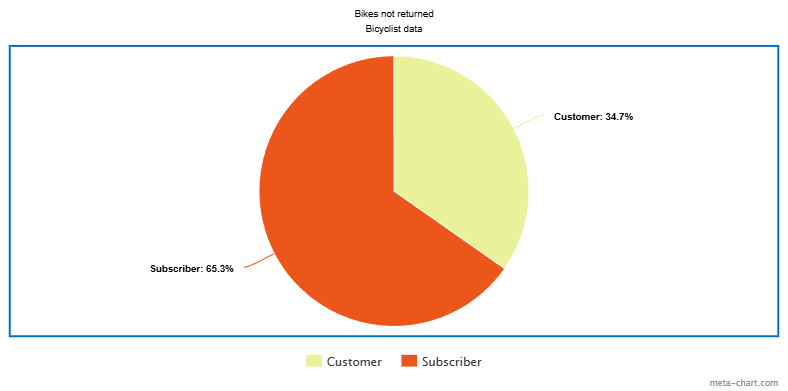 Bikes not returned
Bicyclist data
Customer: 34.7%
Subscriber: 65.3%
Customer
Subscriber
meta-chart.com